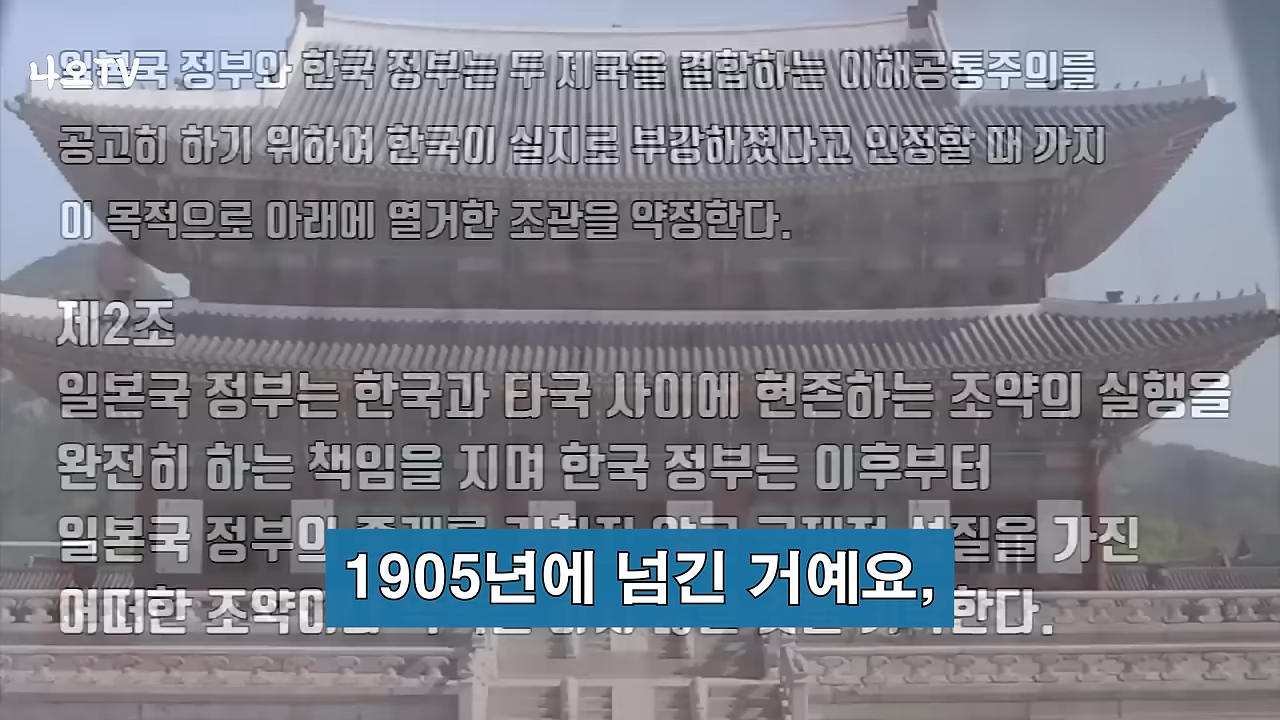 나오TV
일본국 정부와 한국 정부는 두 제국을 결합하는 이해공통주의를
공고히 하기 위하여 한국이 실지로 부강해졌다고 인정할 때 까지
이 목적으로 아래에 열거한 조관을 약정한다.
제2조
일본국 정부는 한국과 타국 사이에 현존하는 조약의 실행을
완전히 하는 책임을 지며 한국 정부는 이후부터
일본국 정부의 가진
어떠한 한다.
1905년에 넘긴 거예요,